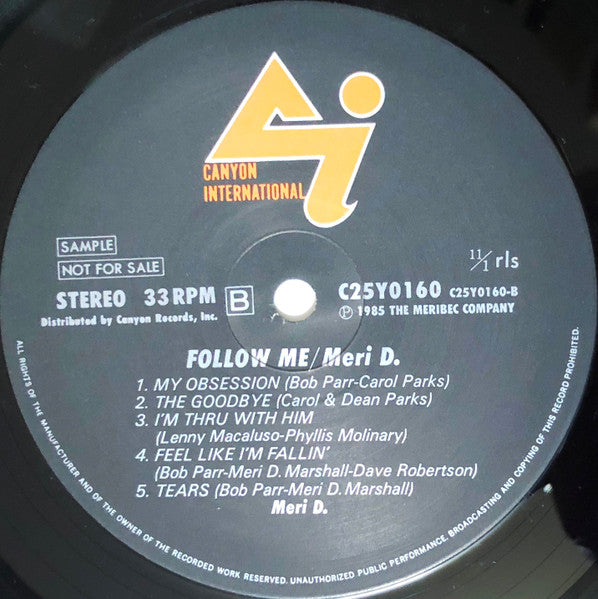 CANYON
INTERNATIONAL
SAMPLE
NOT FOR SALE
11/1 rls
STEREO 33 RPM B C25Y0160 C25Y0160-B
Distributed by Canyon Records, Inc. Ⓟ 1985 THE MERIBEC COMPANY
FOLLOW ME/Meri D.
1. MY OBSESSION (Bob Parr-Carol Parks)
2. THE GOODBYE (Carol & Dean Parks)
3. I'M THRU WITH HIM
(Lenny Macaluso-Phyllis Molinary)
4. FEEL LIKE I'M FALLIN'
(Bob Parr-Meri D. Marshall-Dave Robertson)
5. TEARS (Bob Parr-Meri D. Marshall)
Meri D.
ALL RIGHTS OF THE MANUFACTURER AND OF THE OWNER OF THE RECORDED WORK RESERVED. UNAUTHORIZED PUBLIC PERFORMANCE, BROADCASTING AND COPYING OF THIS RECORD PROHIBITED.